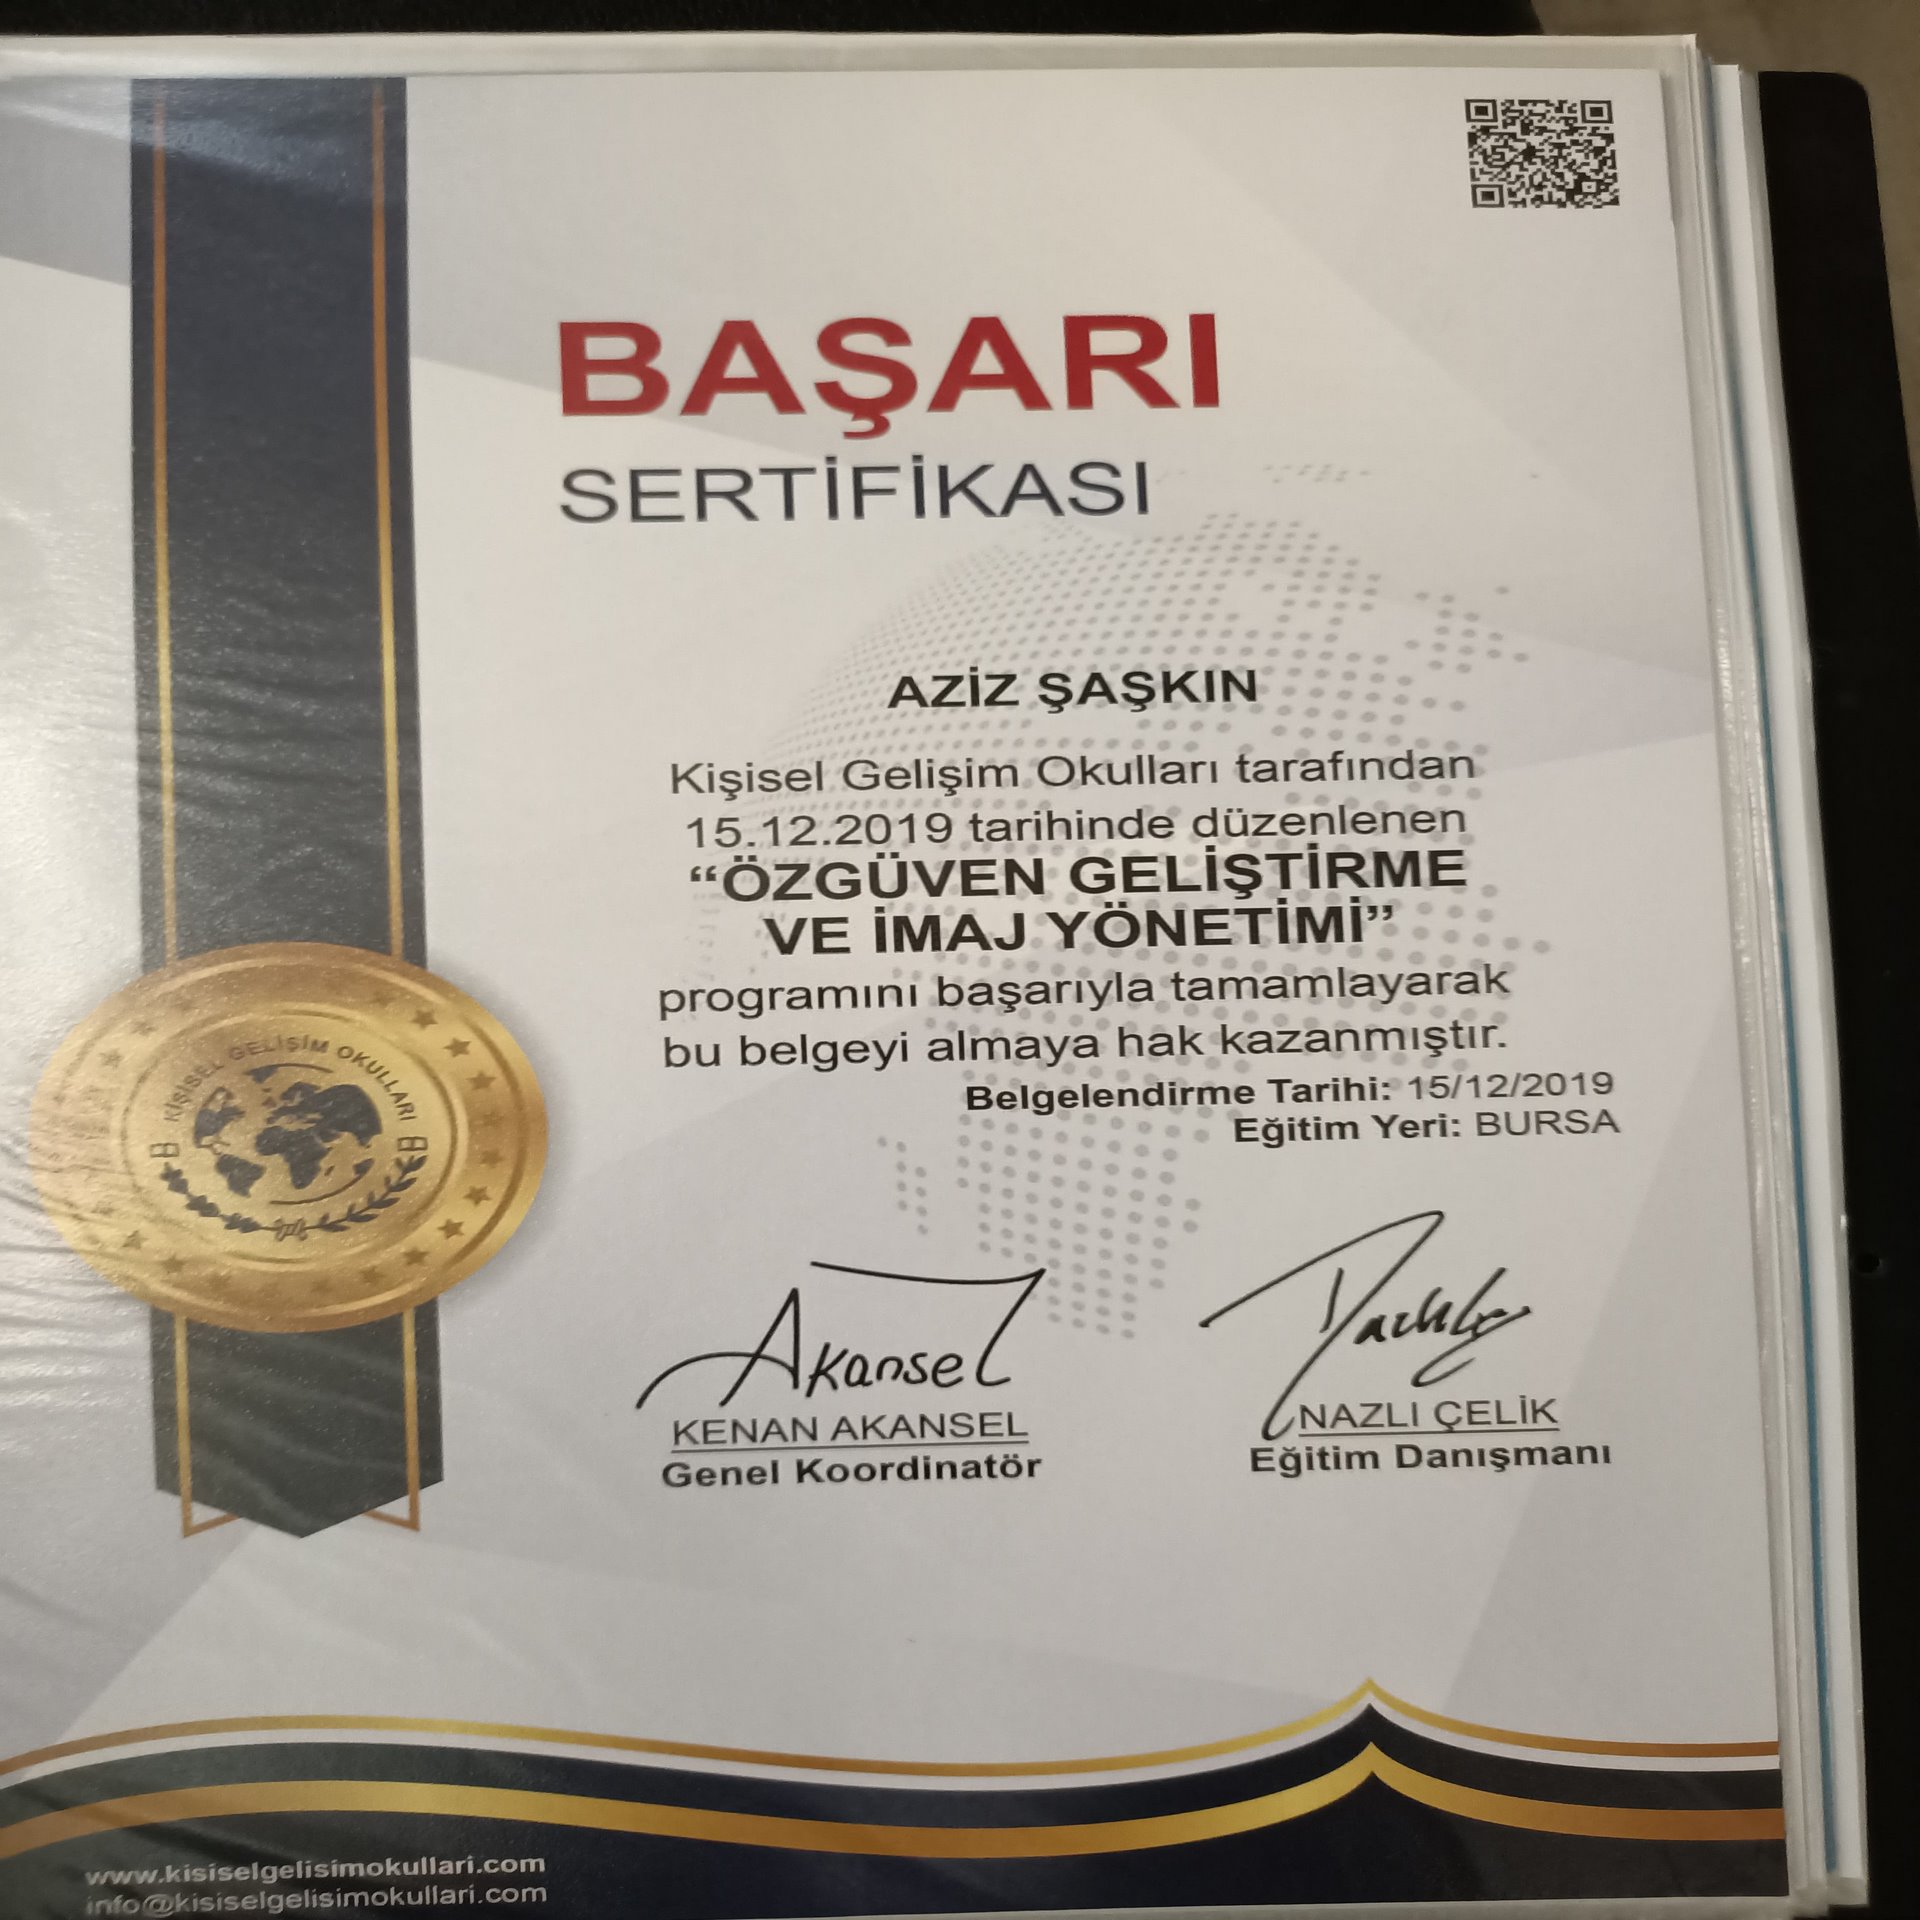 BAŞARI
SERTİFİKASI
AZİZ ŞAŞKIN
Kişisel Gelişim Okulları tarafından
15.12.2019 tarihinde düzenlenen
“ÖZGÜVEN GELİŞTİRME
VE İMAJ YÖNETİMİ”
programını başarıyla tamamlayarak
bu belgeyi almaya hak kazanmıştır.
Belgelendirme Tarihi: 15/12/2019
Eğitim Yeri: BURSA
KİŞİSEL GELİŞİM OKULLARI
Akansel
KENAN AKANSEL
Genel Koordinatör
NAZLI ÇELİK
Eğitim Danışmanı
www.kisiselgelisimokullari.com
info@kisiselgelisimokullari.com